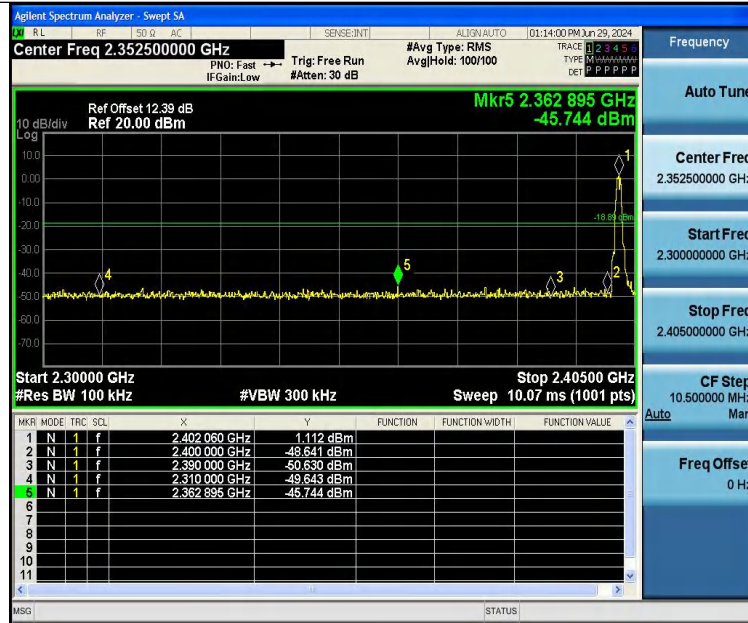 Agilent Spectrum Analyzer - Swept SA
LXI RL RF 50 Ω AC SENSE:INT ALIGN AUTO 01:14:00 PM Jun 29, 2024
Center Freq 2.352500000 GHz
PNO: Fast
IFGain:Low
Trig: Free Run
#Atten: 30 dB
#Avg Type: RMS
Avg|Hold: 100/100
TRACE 1 2 3 4 5 6
TYPE M
DET P P P P P P
Ref Offset 12.39 dB
10 dB/div Ref 20.00 dBm
Log
Mkr5 2.362 895 GHz
-45.744 dBm
10.0
0.00
-10.0
-20.0
-30.0
-40.0
-50.0
-60.0
-70.0
1
-18.89 dBm
4
5
3
2
Start 2.30000 GHz Stop 2.40500 GHz
#Res BW 100 kHz #VBW 300 kHz Sweep 10.07 ms (1001 pts)
MKR MODE TRC SCL X Y FUNCTION FUNCTION WIDTH FUNCTION VALUE
1 N 1 f 2.402 060 GHz 1.112 dBm
2 N 1 f 2.400 000 GHz -48.641 dBm
3 N 1 f 2.390 000 GHz -50.630 dBm
4 N 1 f 2.310 000 GHz -49.643 dBm
5 N 1 f 2.362 895 GHz -45.744 dBm
6
7
8
9
10
11
MSG STATUS
Frequency
Auto Tune
Center Freq
2.352500000 GHz
Start Freq
2.300000000 GHz
Stop Freq
2.405000000 GHz
CF Step
10.500000 MHz
Auto Man
Freq Offset
0 Hz